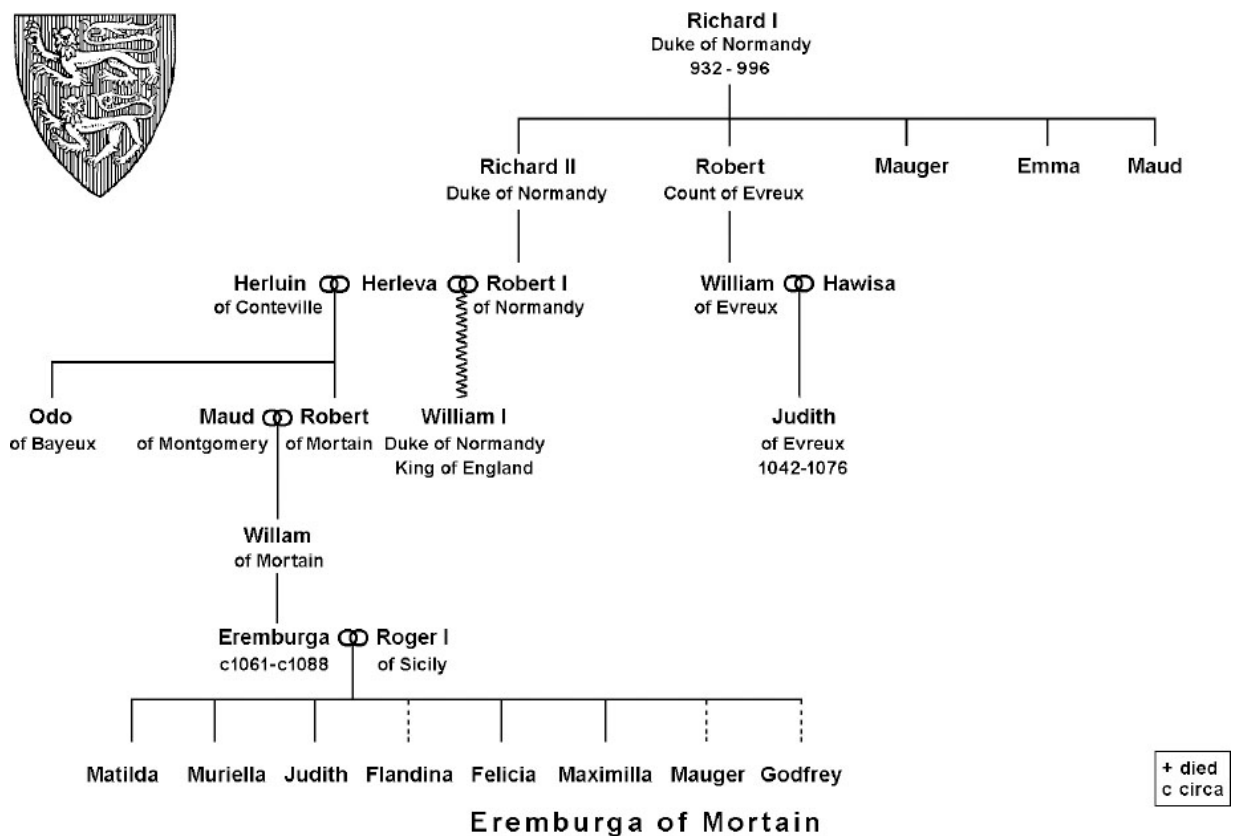 Richard I
Duke of Normandy
932 - 996
Richard II Robert Mauger Emma Maud
Duke of Normandy Count of Evreux
Herluin Herleva Robert I William Hawisa
of Conteville of Normandy of Evreux
Odo Maud Robert William I Judith
of Bayeux of Montgomery of Mortain Duke of Normandy of Evreux
King of England 1042-1076
Willam
of Mortain
Eremburga Roger I
c1061-c1088 of Sicily
Matilda Muriella Judith Flandina Felicia Maximilla Mauger Godfrey
+ died
c circa
Eremburga of Mortain